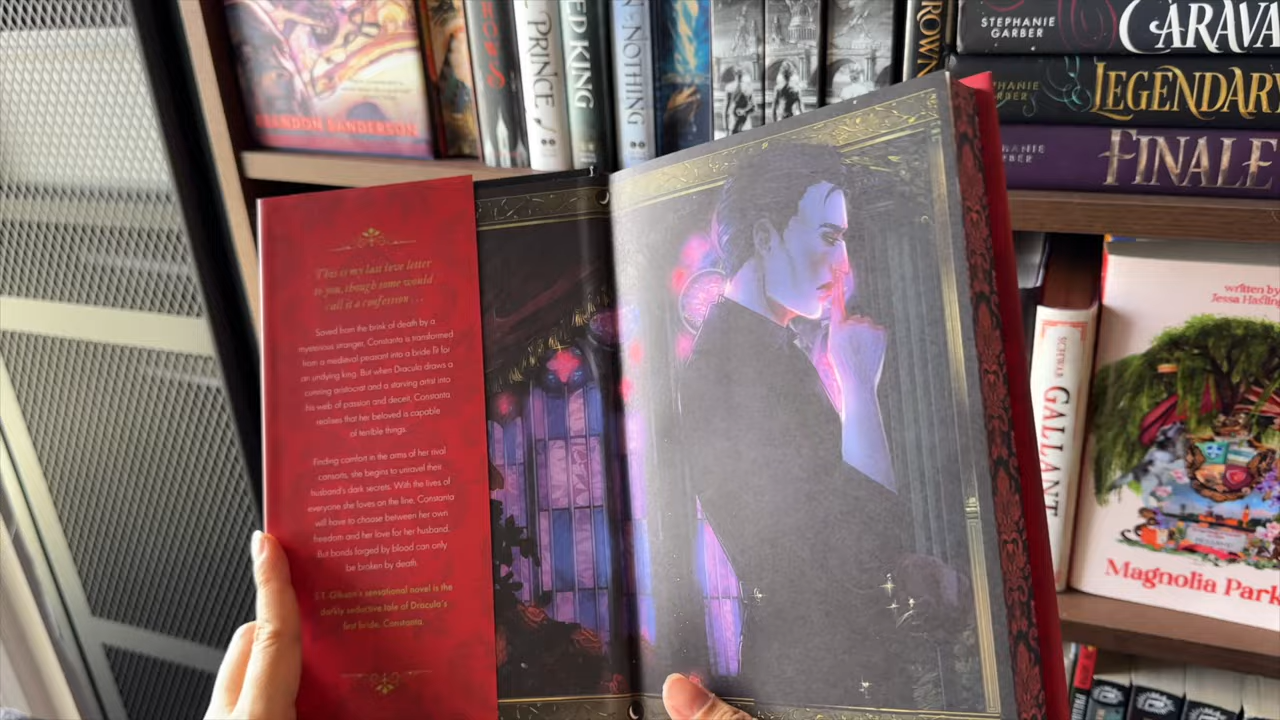 BRANDON SANDERSON
PRINCE
KING
NOTHING
STEPHANIE
GARBER
CARAVA
LEGENDARY
GARBER
FINALE
GARBER
This is my last love letter
to you, though some would
call it a confession . . .
Saved from the brink of death by a
mysterious stranger, Constanta is transformed
from a medieval peasant into a bride fit for
an undying king. But when Dracula draws a
cunning aristocrat and a starving artist into
his web of passion and deceit, Constanta
realises that her beloved is capable
of terrible things.
Finding comfort in the arms of her rival
consorts, she begins to unravel their
husband's dark secrets. With the lives of
everyone she loves on the line, Constanta
will have to choose between her own
freedom and her love for her husband.
But bonds forged by blood can only
be broken by death.
S.T. Gibson's sensational novel is the
darkly seductive tale of Dracula's
first bride, Constanta.
GALLANT
written by
Jessa
Magnolia Park